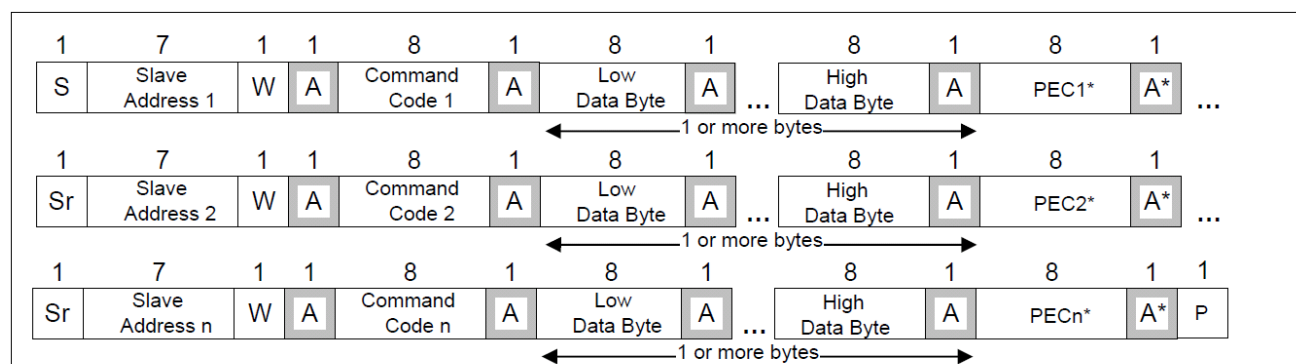 1 7 1 1 8 1 8 1 8 1 8 1
S Slave Address 1 W A Command Code 1 A Low Data Byte A ... High Data Byte A PEC1* A* ...
1 or more bytes
1 7 1 1 8 1 8 1 8 1 8 1
Sr Slave Address 2 W A Command Code 2 A Low Data Byte A ... High Data Byte A PEC2* A* ...
1 or more bytes
1 7 1 1 8 1 8 1 8 1 8 1 1
Sr Slave Address n W A Command Code n A Low Data Byte A ... High Data Byte A PECn* A* P
1 or more bytes